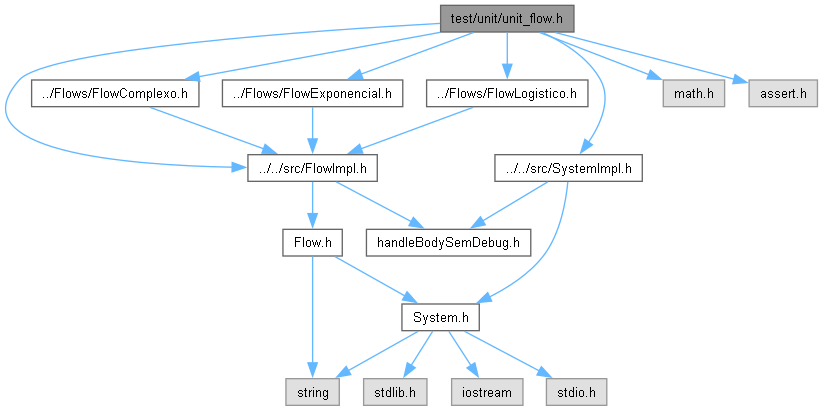 test/unit/unit_flow.h
../Flows/FlowComplexo.h
../Flows/FlowExponencial.h
../Flows/FlowLogistico.h
math.h
assert.h
../../src/FlowImpl.h
../../src/SystemImpl.h
Flow.h
handleBodySemDebug.h
System.h
string
stdlib.h
iostream
stdio.h